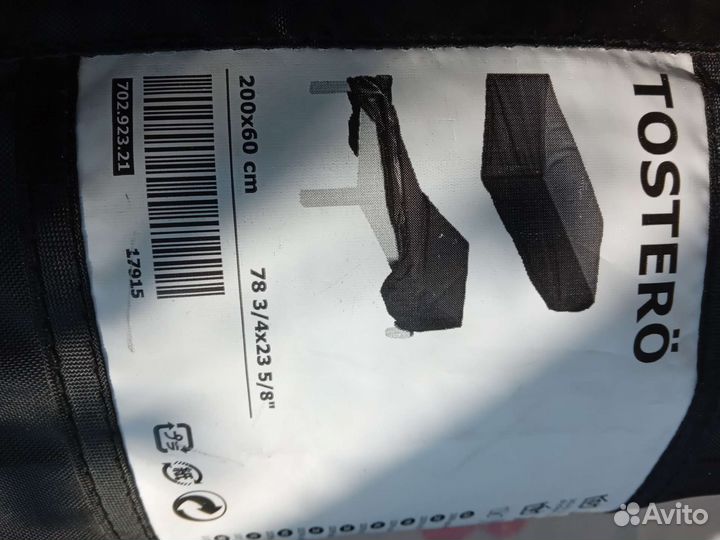 TOSTERÖ
200x60 cm
78 3/4x23 5/8"
702.923.21
17915
Avito